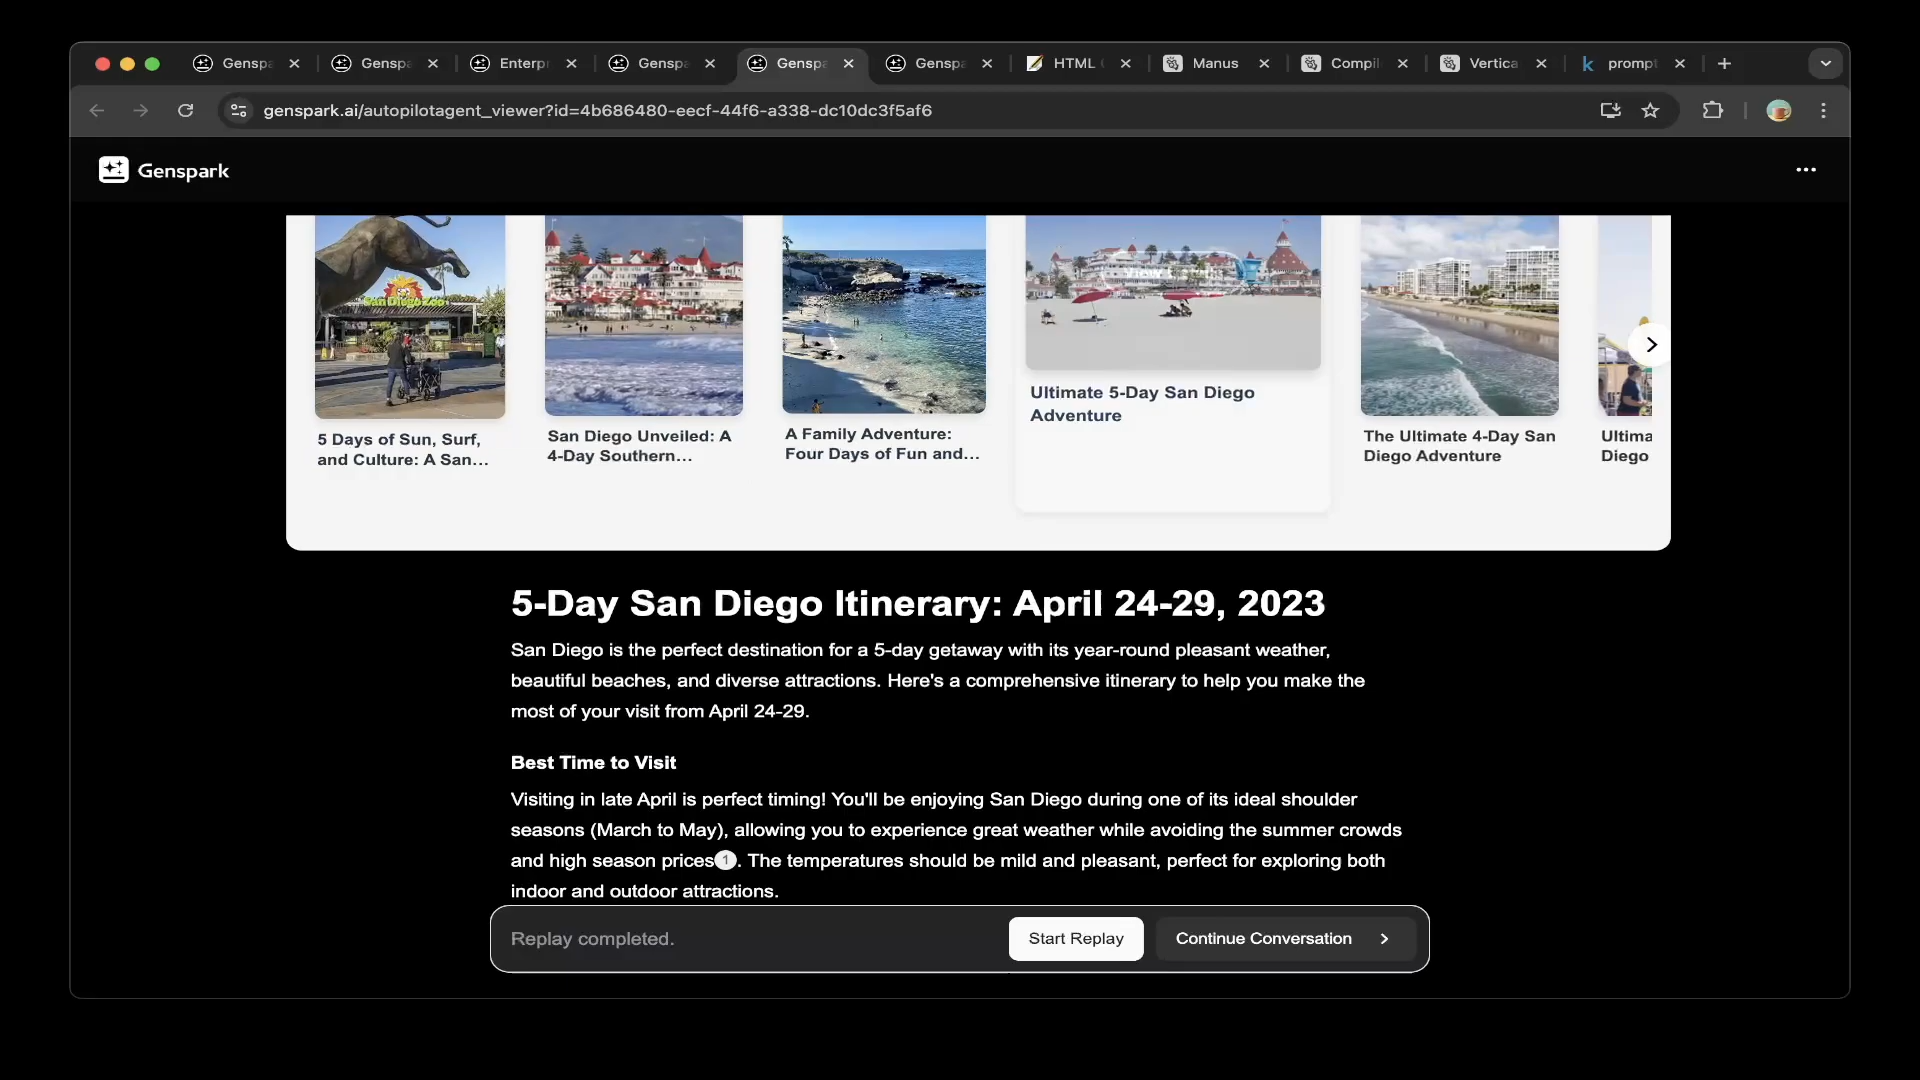 Genspa
Genspa
Enterpr
Genspa
Genspa
Genspa
HTML
Manus
Compil
Vertica
prompt
genspark.ai/autopilotagent_viewer?id=4b686480-eecf-44f6-a338-dc10dc3f5af6
Genspark
San Diego Zoo
5 Days of Sun, Surf,
and Culture: A San...
San Diego Unveiled: A
4-Day Southern...
A Family Adventure:
Four Days of Fun and...
Ultimate 5-Day San Diego
Adventure
The Ultimate 4-Day San
Diego Adventure
Ultima
Diego
5-Day San Diego Itinerary: April 24-29, 2023
San Diego is the perfect destination for a 5-day getaway with its year-round pleasant weather,
beautiful beaches, and diverse attractions. Here's a comprehensive itinerary to help you make the
most of your visit from April 24-29.
Best Time to Visit
Visiting in late April is perfect timing! You'll be enjoying San Diego during one of its ideal shoulder
seasons (March to May), allowing you to experience great weather while avoiding the summer crowds
and high season prices 1. The temperatures should be mild and pleasant, perfect for exploring both
indoor and outdoor attractions.
Replay completed.
Start Replay
Continue Conversation